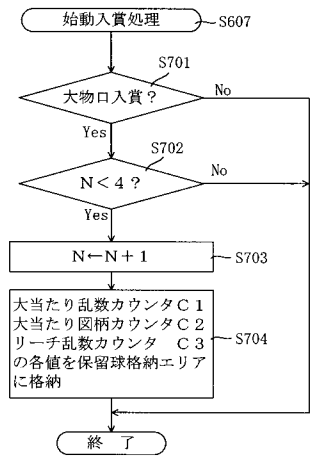 始動入賞処理
S607
S701
大物口入賞？
No
Yes
S702
N＜4？
No
Yes
N←N＋1
S703
大当たり乱数カウンタC1
大当たり図柄カウンタC2
リーチ乱数カウンタ　C3
の各値を保留球格納エリア
に格納
S704
終　了